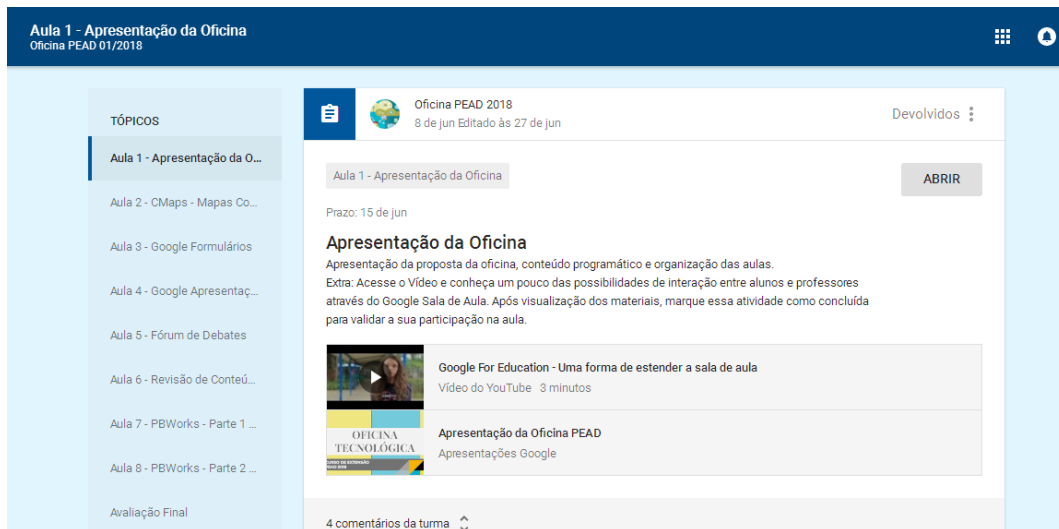 Aula 1 - Apresentação da Oficina
Oficina PEAD 01/2018
TÓPICOS
Aula 1 - Apresentação da O...
Aula 2 - CMaps - Mapas Co...
Aula 3 - Google Formulários
Aula 4 - Google Apresentaç...
Aula 5 - Fórum de Debates
Aula 6 - Revisão de Conteú...
Aula 7 - PBWorks - Parte 1 ...
Aula 8 - PBWorks - Parte 2 ...
Avaliação Final
Oficina PEAD 2018
8 de jun Editado às 27 de jun
Devolvidos
Aula 1 - Apresentação da Oficina
ABRIR
Prazo: 15 de jun
Apresentação da Oficina
Apresentação da proposta da oficina, conteúdo programático e organização das aulas.
Extra: Acesse o Vídeo e conheça um pouco das possibilidades de interação entre alunos e professores
através do Google Sala de Aula. Após visualização dos materiais, marque essa atividade como concluída
para validar a sua participação na aula.
Google For Education - Uma forma de estender a sala de aula
Vídeo do YouTube 3 minutos
OFICINA
TECNOLÓGICA
Apresentação da Oficina PEAD
Apresentações Google
4 comentários da turma